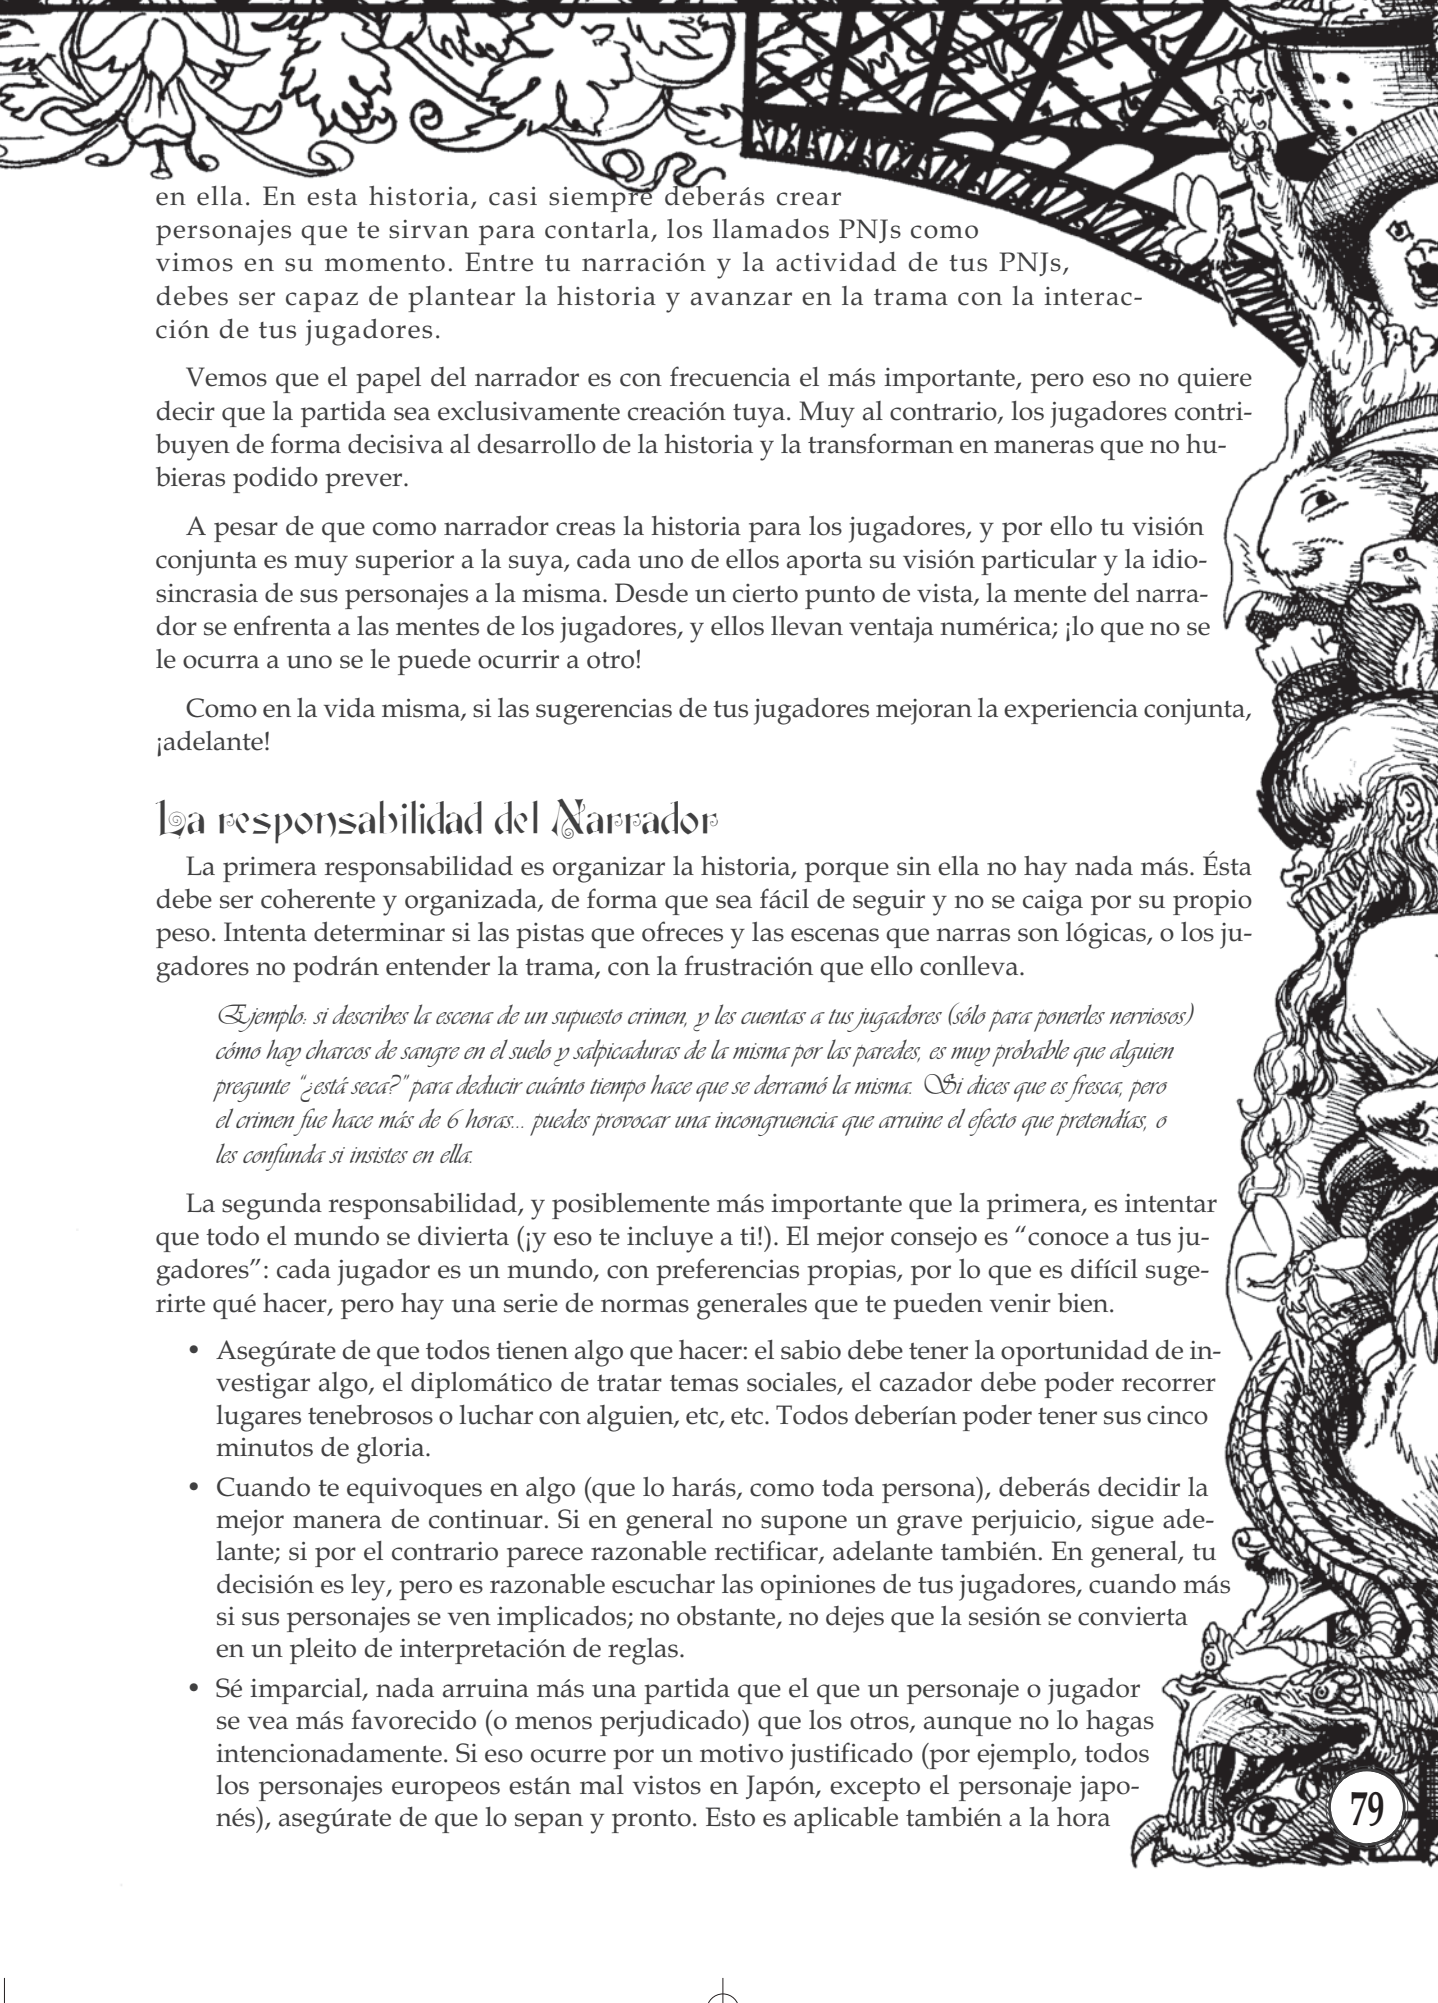 en ella. En esta historia, casi siempre deberás crear
personajes que te sirvan para contarla, los llamados PNJs como
vimos en su momento. Entre tu narración y la actividad de tus PNJs,
debes ser capaz de plantear la historia y avanzar en la trama con la interac-
ción de tus jugadores.
Vemos que el papel del narrador es con frecuencia el más importante, pero eso no quiere
decir que la partida sea exclusivamente creación tuya. Muy al contrario, los jugadores contri-
buyen de forma decisiva al desarrollo de la historia y la transforman en maneras que no hu-
bieras podido prever.
A pesar de que como narrador creas la historia para los jugadores, y por ello tu visión
conjunta es muy superior a la suya, cada uno de ellos aporta su visión particular y la idio-
sincrasia de sus personajes a la misma. Desde un cierto punto de vista, la mente del narra-
dor se enfrenta a las mentes de los jugadores, y ellos llevan ventaja numérica; ¡lo que no se
le ocurra a uno se le puede ocurrir a otro!
Como en la vida misma, si las sugerencias de tus jugadores mejoran la experiencia conjunta,
¡adelante!
La responsabilidad del Narrador
La primera responsabilidad es organizar la historia, porque sin ella no hay nada más. Ésta
debe ser coherente y organizada, de forma que sea fácil de seguir y no se caiga por su propio
peso. Intenta determinar si las pistas que ofreces y las escenas que narras son lógicas, o los ju-
gadores no podrán entender la trama, con la frustración que ello conlleva.
Ejemplo: si describes la escena de un supuesto crimen, y les cuentas a tus jugadores (sólo para ponerles nerviosos)
cómo hay charcos de sangre en el suelo y salpicaduras de la misma por las paredes, es muy probable que alguien
pregunte “¿está seca?” para deducir cuánto tiempo hace que se derramó la misma. Si dices que es fresca, pero
el crimen fue hace más de 6 horas... puedes provocar una incongruencia que arruine el efecto que pretendías, o
les confunda si insistes en ella.
La segunda responsabilidad, y posiblemente más importante que la primera, es intentar
que todo el mundo se divierta (¡y eso te incluye a ti!). El mejor consejo es “conoce a tus ju-
gadores”: cada jugador es un mundo, con preferencias propias, por lo que es difícil suge-
rirte qué hacer, pero hay una serie de normas generales que te pueden venir bien.
• Asegúrate de que todos tienen algo que hacer: el sabio debe tener la oportunidad de in-
vestigar algo, el diplomático de tratar temas sociales, el cazador debe poder recorrer
lugares tenebrosos o luchar con alguien, etc, etc. Todos deberían poder tener sus cinco
minutos de gloria.
• Cuando te equivoques en algo (que lo harás, como toda persona), deberás decidir la
mejor manera de continuar. Si en general no supone un grave perjuicio, sigue ade-
lante; si por el contrario parece razonable rectificar, adelante también. En general, tu
decisión es ley, pero es razonable escuchar las opiniones de tus jugadores, cuando más
si sus personajes se ven implicados; no obstante, no dejes que la sesión se convierta
en un pleito de interpretación de reglas.
• Sé imparcial, nada arruina más una partida que el que un personaje o jugador
se vea más favorecido (o menos perjudicado) que los otros, aunque no lo hagas
intencionadamente. Si eso ocurre por un motivo justificado (por ejemplo, todos
los personajes europeos están mal vistos en Japón, excepto el personaje japo-
nés), asegúrate de que lo sepan y pronto. Esto es aplicable también a la hora
79